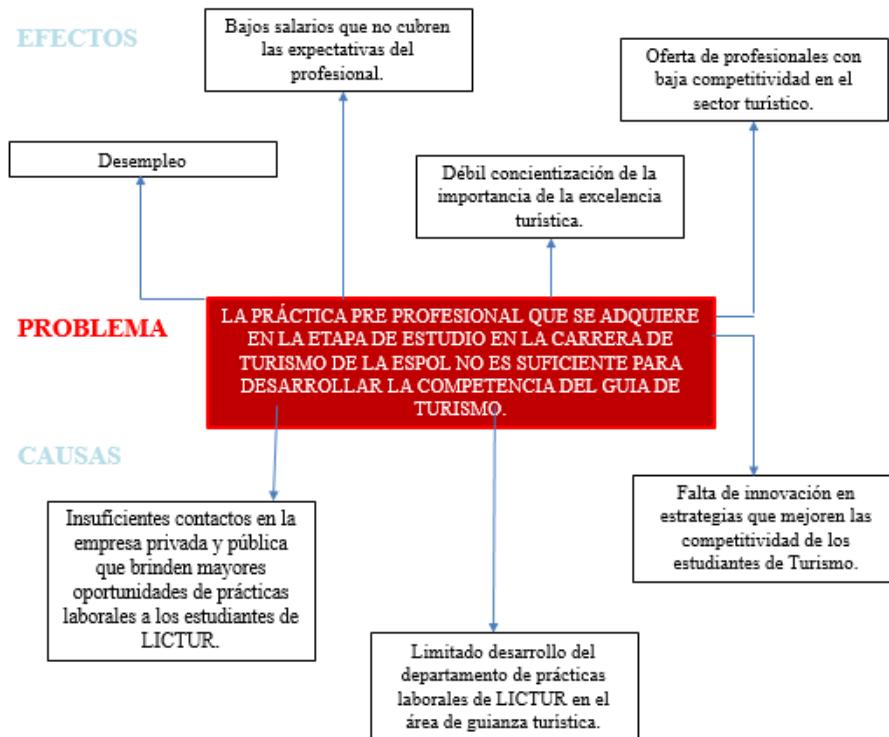 EFECTOS
Bajos salarios que no cubren
las expectativas del
profesional.
Oferta de profesionales con
baja competitividad en el
sector turístico.
Desempleo
Débil concientización de la
importancia de la excelencia
turística.
PROBLEMA
LA PRÁCTICA PRE PROFESIONAL QUE SE ADQUIERE
EN LA ETAPA DE ESTUDIO EN LA CARRERA DE
TURISMO DE LA ESPOL NO ES SUFICIENTE PARA
DESARROLLAR LA COMPETENCIA DEL GUIA DE
TURISMO.
CAUSAS
Insuficientes contactos en la
empresa privada y pública
que brinden mayores
oportunidades de prácticas
laborales a los estudiantes de
LICTUR.
Falta de innovación en
estrategias que mejoren las
competitividad de los
estudiantes de Turismo.
Limitado desarrollo del
departamento de prácticas
laborales de LICTUR en el
área de guianza turística.